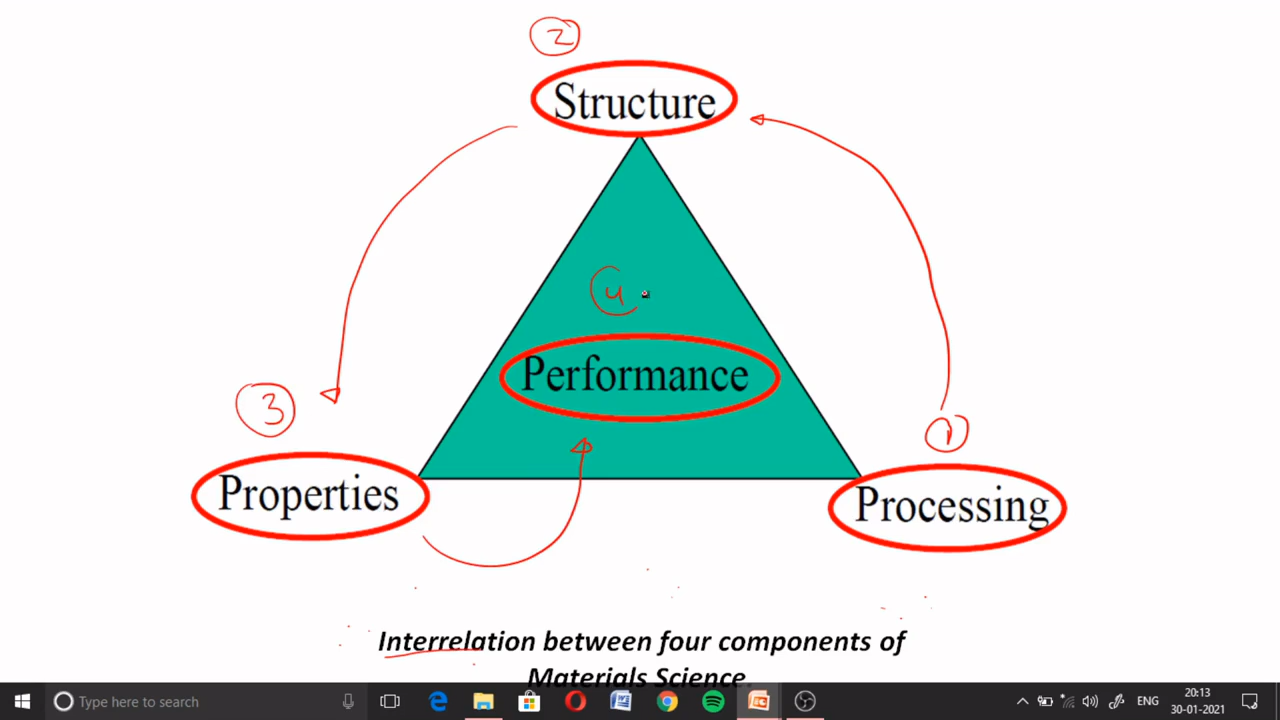 2
Structure
4
Performance
3
1
Properties
Processing
Interrelation between four components of
Materials Science.
Type here to search
ENG
20:13
30-01-2021